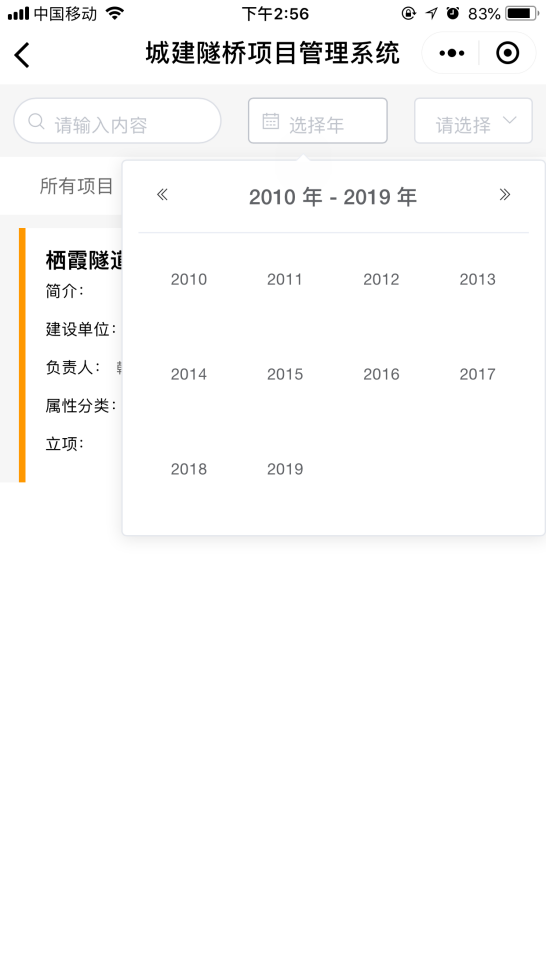 中国移动 下午2:56 83%
城建隧桥项目管理系统
请输入内容 选择年 请选择
所有项目
2010 年 - 2019 年
2010 2011 2012 2013
2014 2015 2016 2017
2018 2019
栖霞隧道
简介：
建设单位：
负责人：
属性分类：
立项：